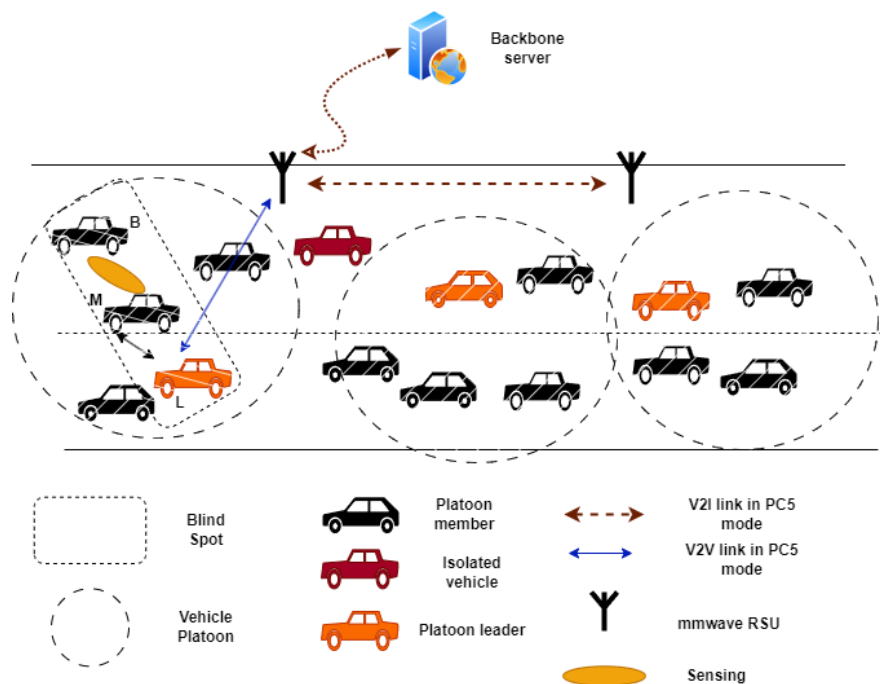 Backbone
server
B
M
L
Blind
Spot
Platoon
member
V2I link in PC5
mode
V2V link in PC5
mode
Isolated
vehicle
Vehicle
Platoon
Platoon leader
mmwave RSU
Sensing